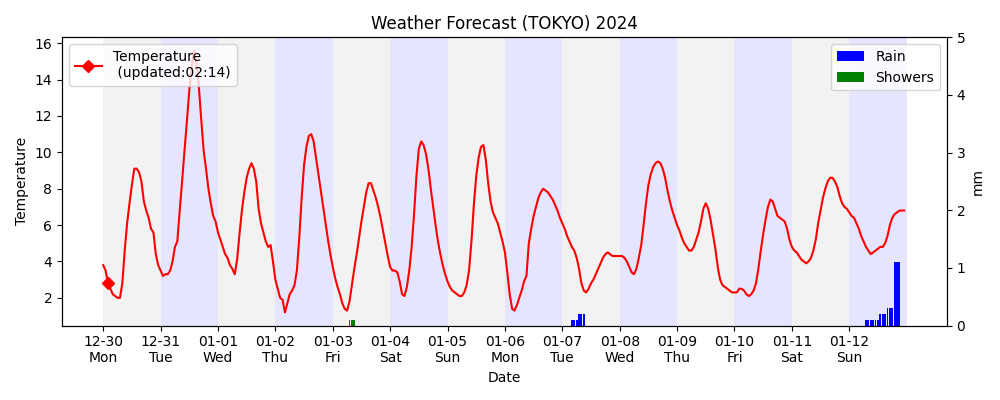 Weather Forecast (TOKYO) 2024
Temperature
(updated:02:14)
Rain
Showers
16
14
12
10
8
6
4
2
Temperature
5
4
3
2
1
0
mm
12-30 12-31 01-01 01-02 01-03 01-04 01-05 01-06 01-07 01-08 01-09 01-10 01-11 01-12
Mon Tue Wed Thu Fri Sat Sun Mon Tue Wed Thu Fri Sat Sun
Date